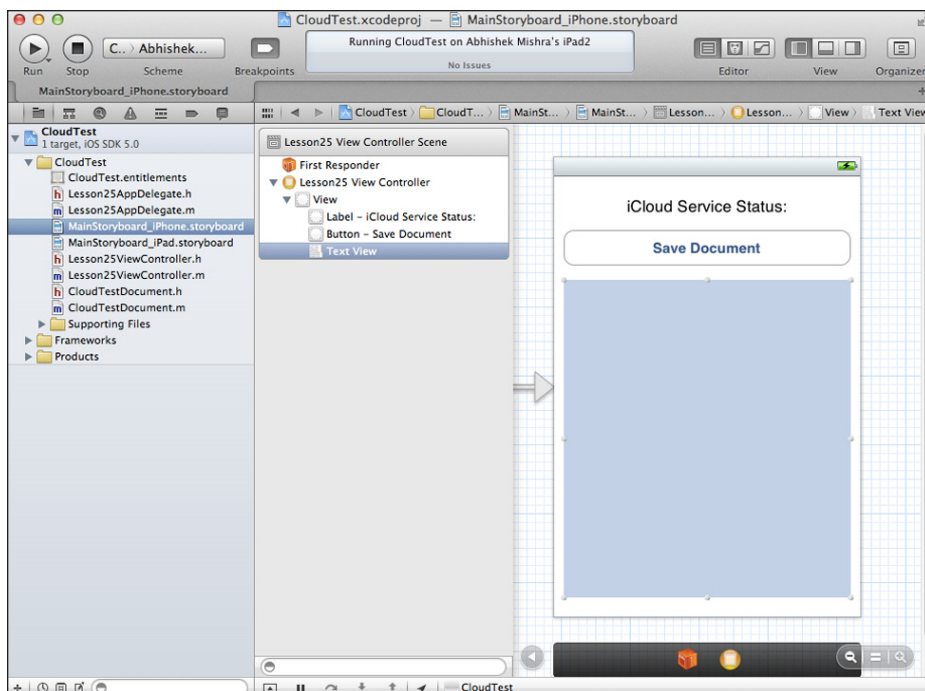 CloudTest.xcodeproj — MainStoryboard_iPhone.storyboard
C.. 〉 Abhishek...
Running CloudTest on Abhishek Mishra's iPad2
No Issues
Run Stop Scheme Breakpoints Editor View Organizer
MainStoryboard_iPhone.storyboard
CloudTest 〉 CloudT... 〉 MainSt... 〉 MainSt... 〉 Lesson... 〉 Lesson... 〉 View 〉 Text View
CloudTest
1 target, iOS SDK 5.0
CloudTest
CloudTest.entitlements
h Lesson25AppDelegate.h
m Lesson25AppDelegate.m
MainStoryboard_iPhone.storyboard
MainStoryboard_iPad.storyboard
h Lesson25ViewController.h
m Lesson25ViewController.m
h CloudTestDocument.h
m CloudTestDocument.m
Supporting Files
Frameworks
Products
Lesson25 View Controller Scene
First Responder
Lesson25 View Controller
View
Label – iCloud Service Status:
Button – Save Document
Text View
iCloud Service Status:
Save Document
CloudTest